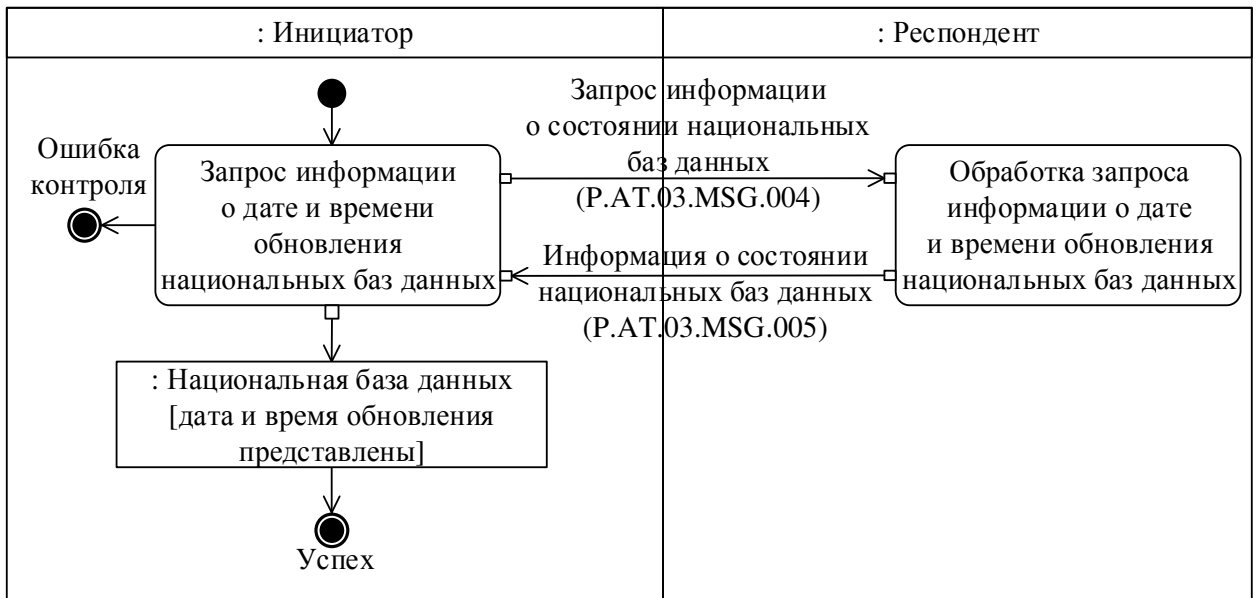 : Инициатор
: Респондент
Запрос информации
о состоянии национальных
баз данных
(P.AT.03.MSG.004)
Ошибка
контроля
Запрос информации
о дате и времени
обновления
национальных баз данных
Обработка запроса
информации о дате
и времени обновления
национальных баз данных
Информация о состоянии
национальных баз данных
(P.AT.03.MSG.005)
: Национальная база данных
[дата и время обновления
представлены]
Успех